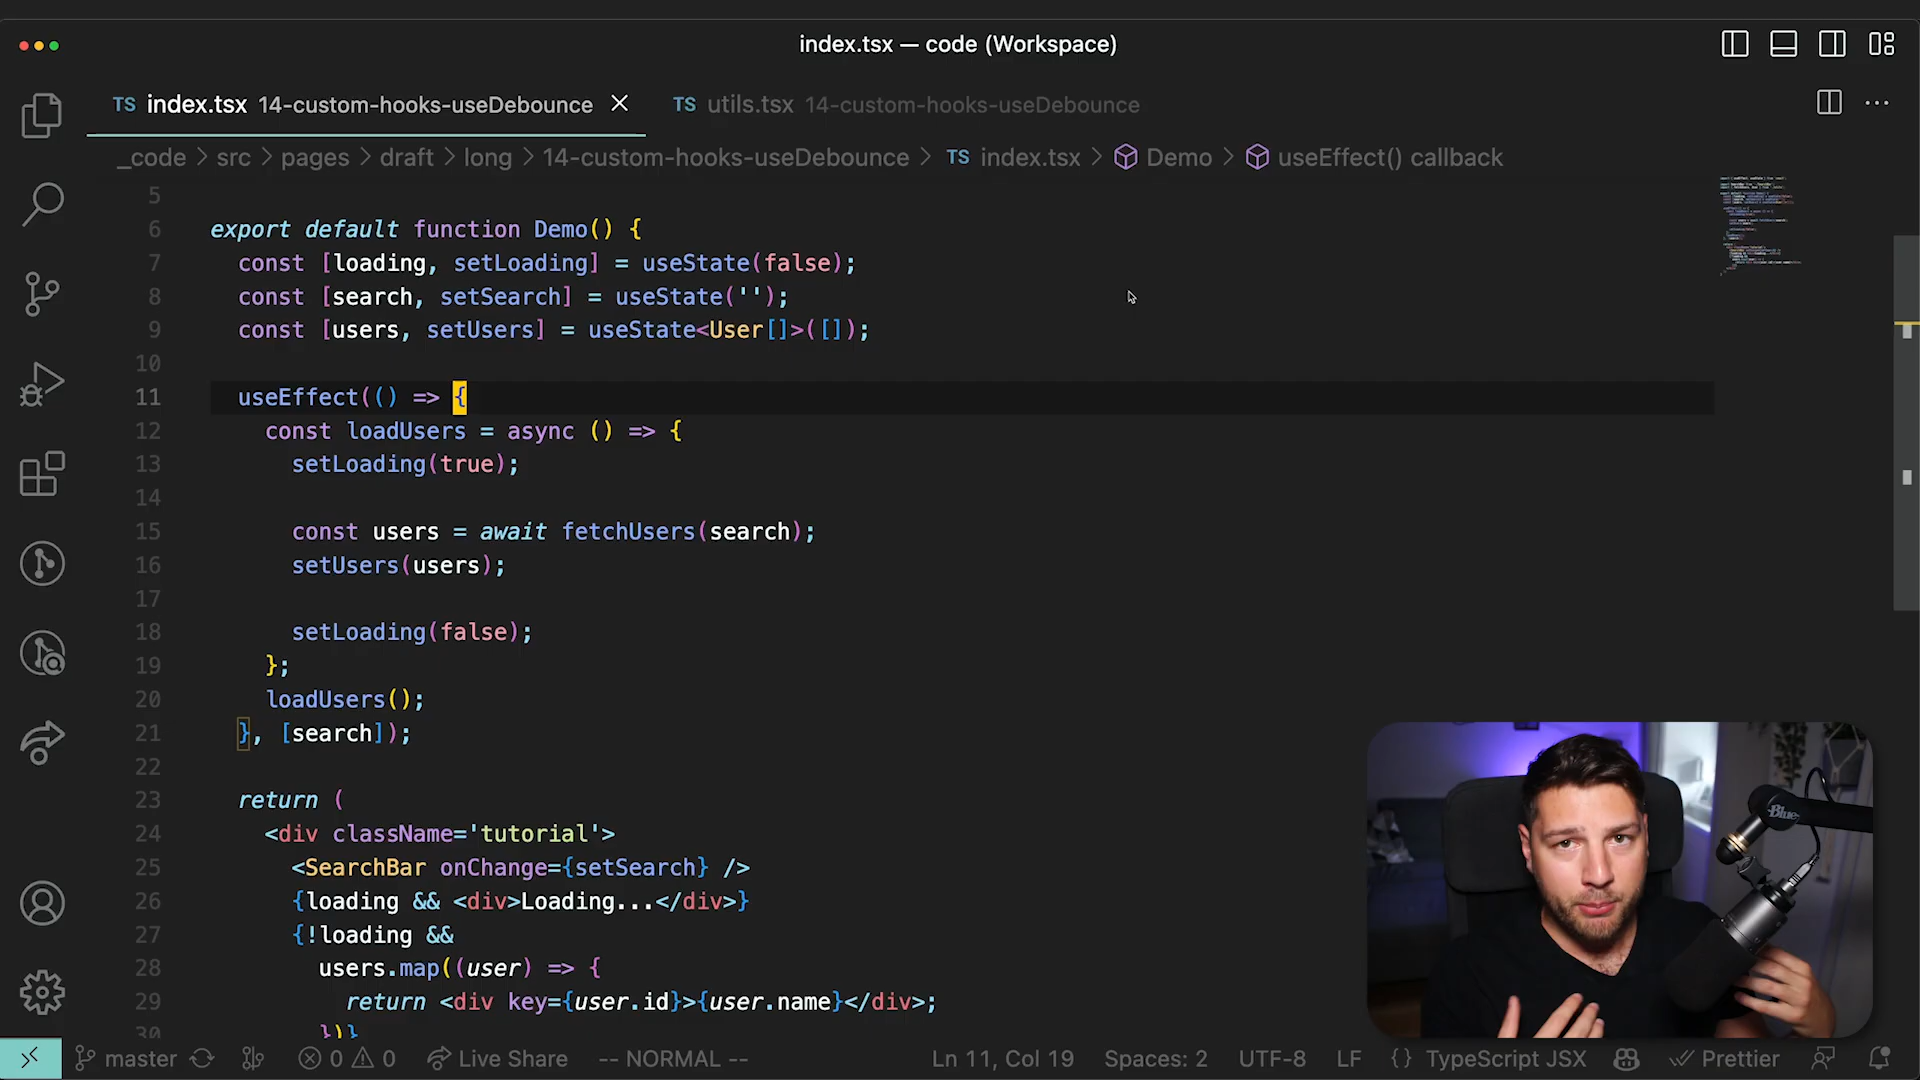 index.tsx — code (Workspace)
TS index.tsx 14-custom-hooks-useDebounce
TS utils.tsx 14-custom-hooks-useDebounce
_code > src > pages > draft > long > 14-custom-hooks-useDebounce > TS index.tsx > Demo > useEffect() callback
5
6 export default function Demo() {
7 const [loading, setLoading] = useState(false);
8 const [search, setSearch] = useState('');
9 const [users, setUsers] = useState<User[]>([]);
10
11 useEffect(() => {
12 const loadUsers = async () => {
13 setLoading(true);
14
15 const users = await fetchUsers(search);
16 setUsers(users);
17
18 setLoading(false);
19 };
20 loadUsers();
21 }, [search]);
22
23 return (
24 <div className='tutorial'>
25 <SearchBar onChange={setSearch} />
26 {loading && <div>Loading...</div>}
27 {!loading &&
28 users.map((user) => {
29 return <div key={user.id}>{user.name}</div>;
30 })}
Blue
master 0 0 Live Share -- NORMAL -- Ln 11, Col 19 Spaces: 2 UTF-8 LF {} TypeScript JSX Prettier